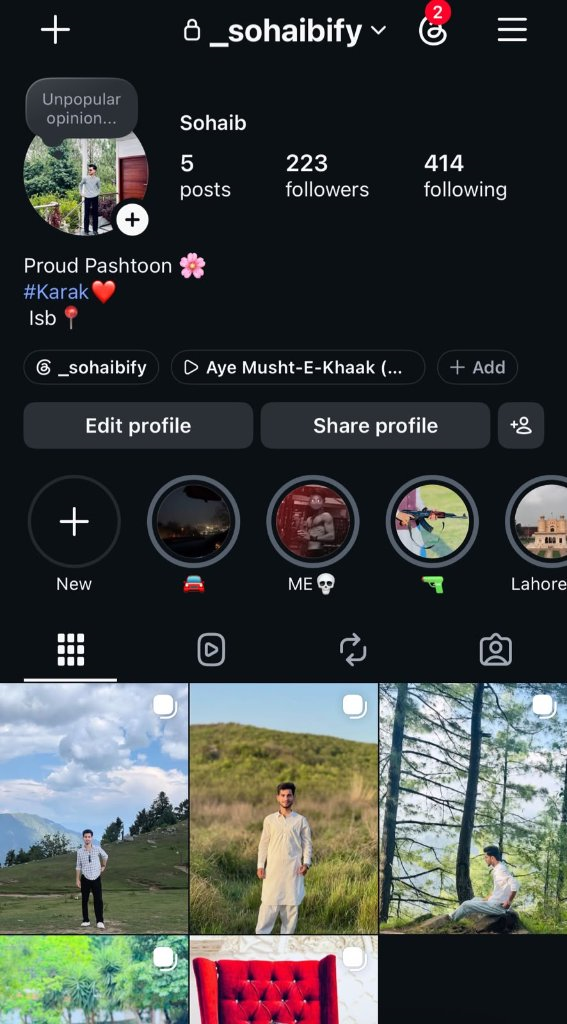 _sohaibify
2
Unpopular
opinion...
Sohaib
5
posts
223
followers
414
following
Proud Pashtoon 🌸
#Karak❤️
Isb📍
_sohaibify
Aye Musht-E-Khaak (...
+ Add
Edit profile
Share profile
New
🚘
ME💀
🔫
Lahore